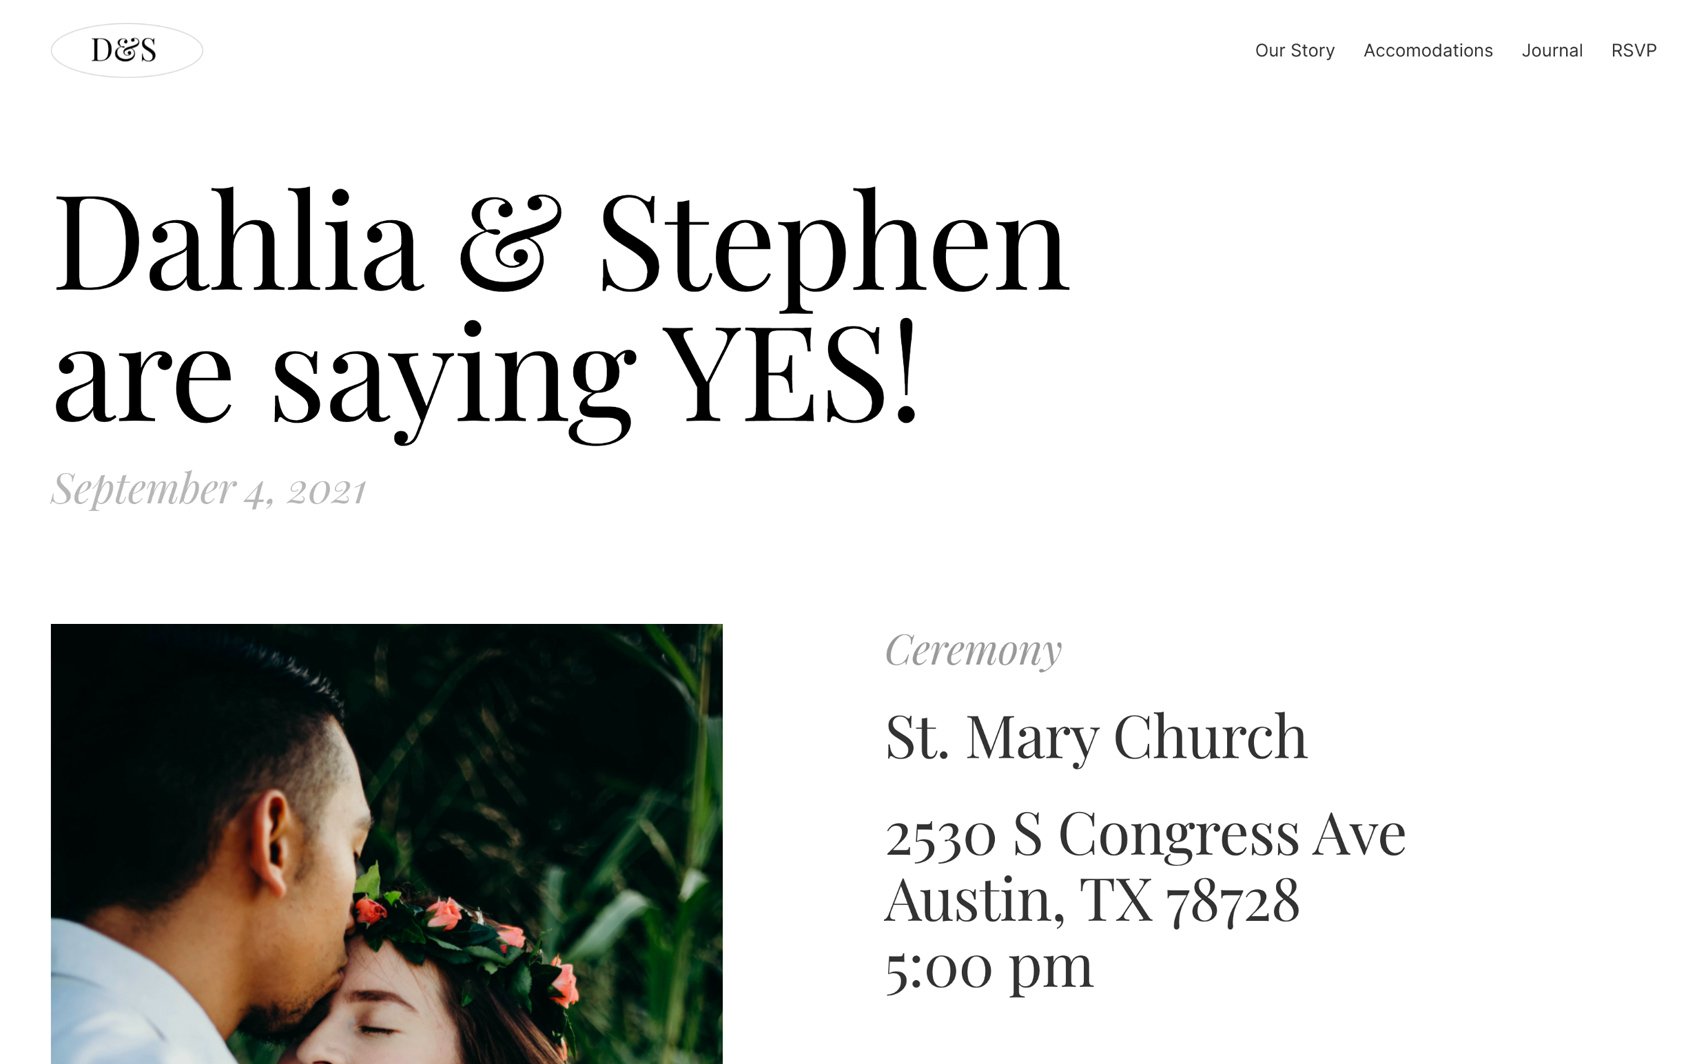 D&S
Our Story Accomodations Journal RSVP
Dahlia & Stephen
are saying YES!
September 4, 2021
Ceremony
St. Mary Church
2530 S Congress Ave
Austin, TX 78728
5:00 pm